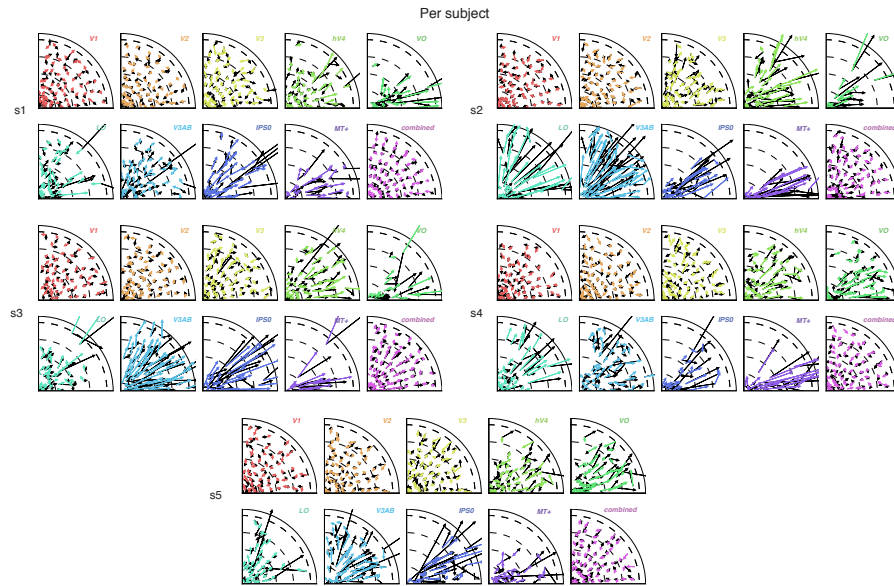 Per subject
V1 V2 V3 hV4 VO V1 V2 V3 hV4 VO
s1 s2
LO V3AB IPS0 MT+ combined LO V3AB IPS0 MT+ combined
V1 V2 V3 hV4 VO V1 V2 V3 hV4 VO
s3 s4
LO V3AB IPS0 MT+ combined LO V3AB IPS0 MT+ combined
V1 V2 V3 hV4 VO
s5
LO V3AB IPS0 MT+ combined